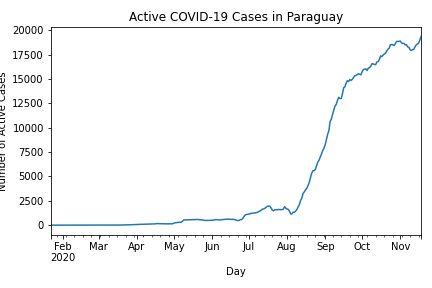 Active COVID-19 Cases in Paraguay
Number of Active Cases
20000
17500
15000
12500
10000
7500
5000
2500
0
Feb Mar Apr May Jun Jul Aug Sep Oct Nov
2020
Day